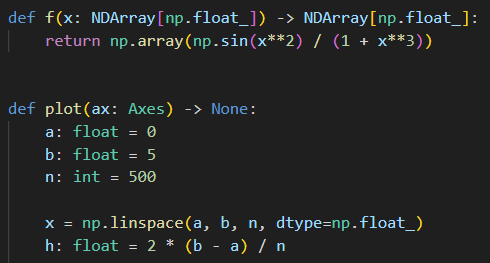 def f(x: NDArray[np.float_]) -> NDArray[np.float_]:
    return np.array(np.sin(x**2) / (1 + x**3))
def plot(ax: Axes) -> None:
    a: float = 0
    b: float = 5
    n: int = 500
    x = np.linspace(a, b, n, dtype=np.float_)
    h: float = 2 * (b - a) / n